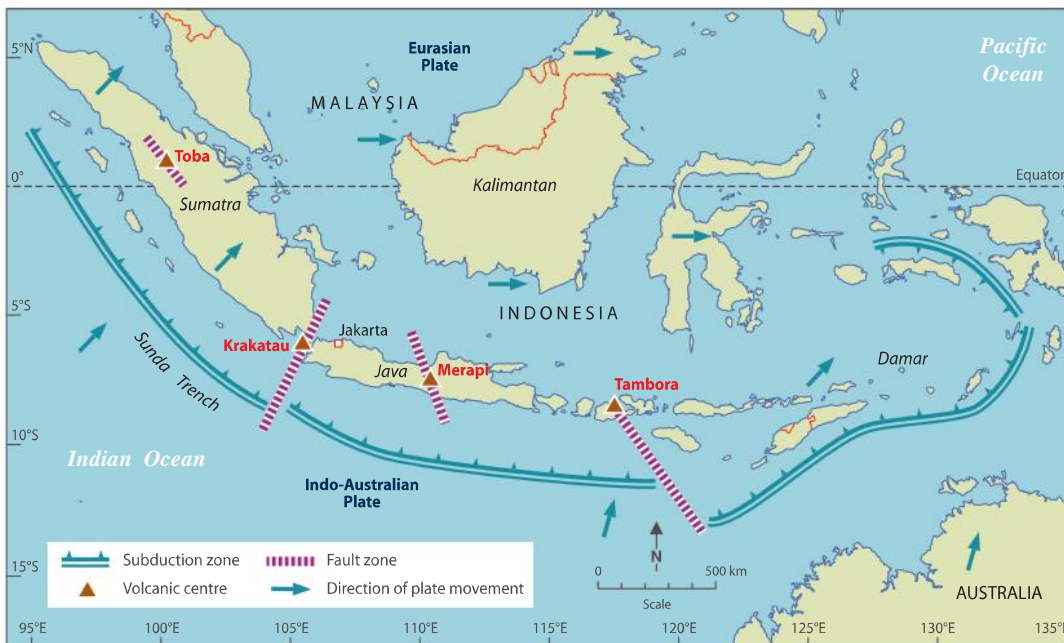 Pacific
Ocean
Eurasian
Plate
5°N
MALAYSIA
Toba
0°
Equator
Kalimantan
Sumatra
5°S
INDONESIA
Jakarta
Krakatau
Sunda Trench
Java
Merapi
Damar
Tambora
10°S
Indian Ocean
Indo-Australian
Plate
N
Subduction zone
Fault zone
Volcanic centre
Direction of plate movement
0
500 km
Scale
15°S
AUSTRALIA
95°E
100°E
105°E
110°E
115°E
120°E
125°E
130°E
135°E